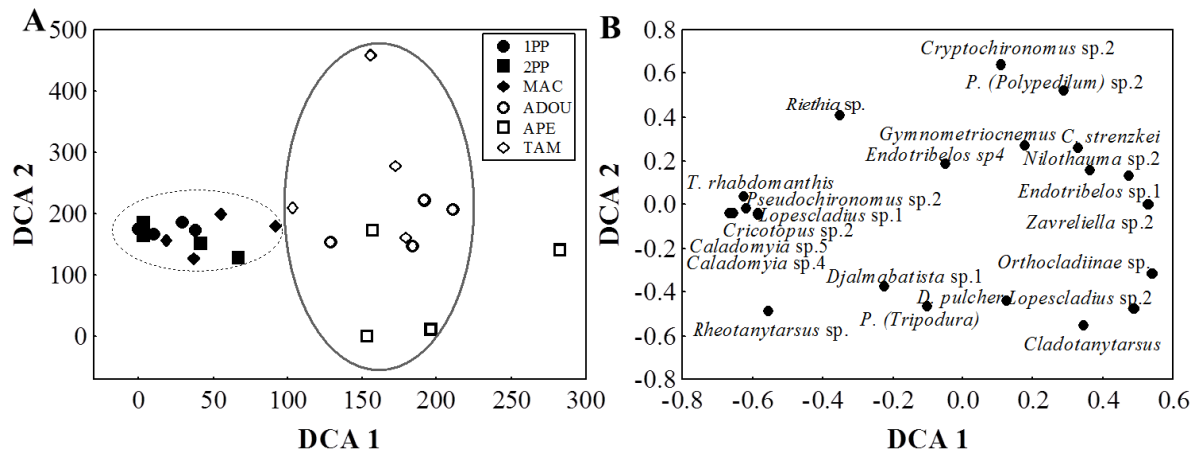 A
500
400
300
200
100
0
DCA 2
1PP
2PP
MAC
ADOU
APE
TAM
0
50
100
150
200
250
300
DCA 1
B
0.8
0.6
0.4
0.2
0.0
-0.2
-0.4
-0.6
-0.8
DCA 2
Cryptochironomus sp.2
P. (Polypedilum) sp.2
Riethia sp.
Gymnometriocnemus
C. strenzkei
Endotribelos sp4
Nilothauma sp.2
T. rhabdomanthis
Endotribelos sp.1
Pseudochironomus sp.2
Lopescladius sp.1
Zavreliella sp.2
Cricotopus sp.2
Caladomyia sp.5
Caladomyia sp.4
Orthocladiinae sp.
Djalmabatista sp.1
D. pulcher
Lopescladius sp.2
P. (Tripodura)
Rheotanytarsus sp.
Cladotanytarsus
-0.8
-0.6
-0.4
-0.2
0.0
0.2
0.4
0.6
DCA 1